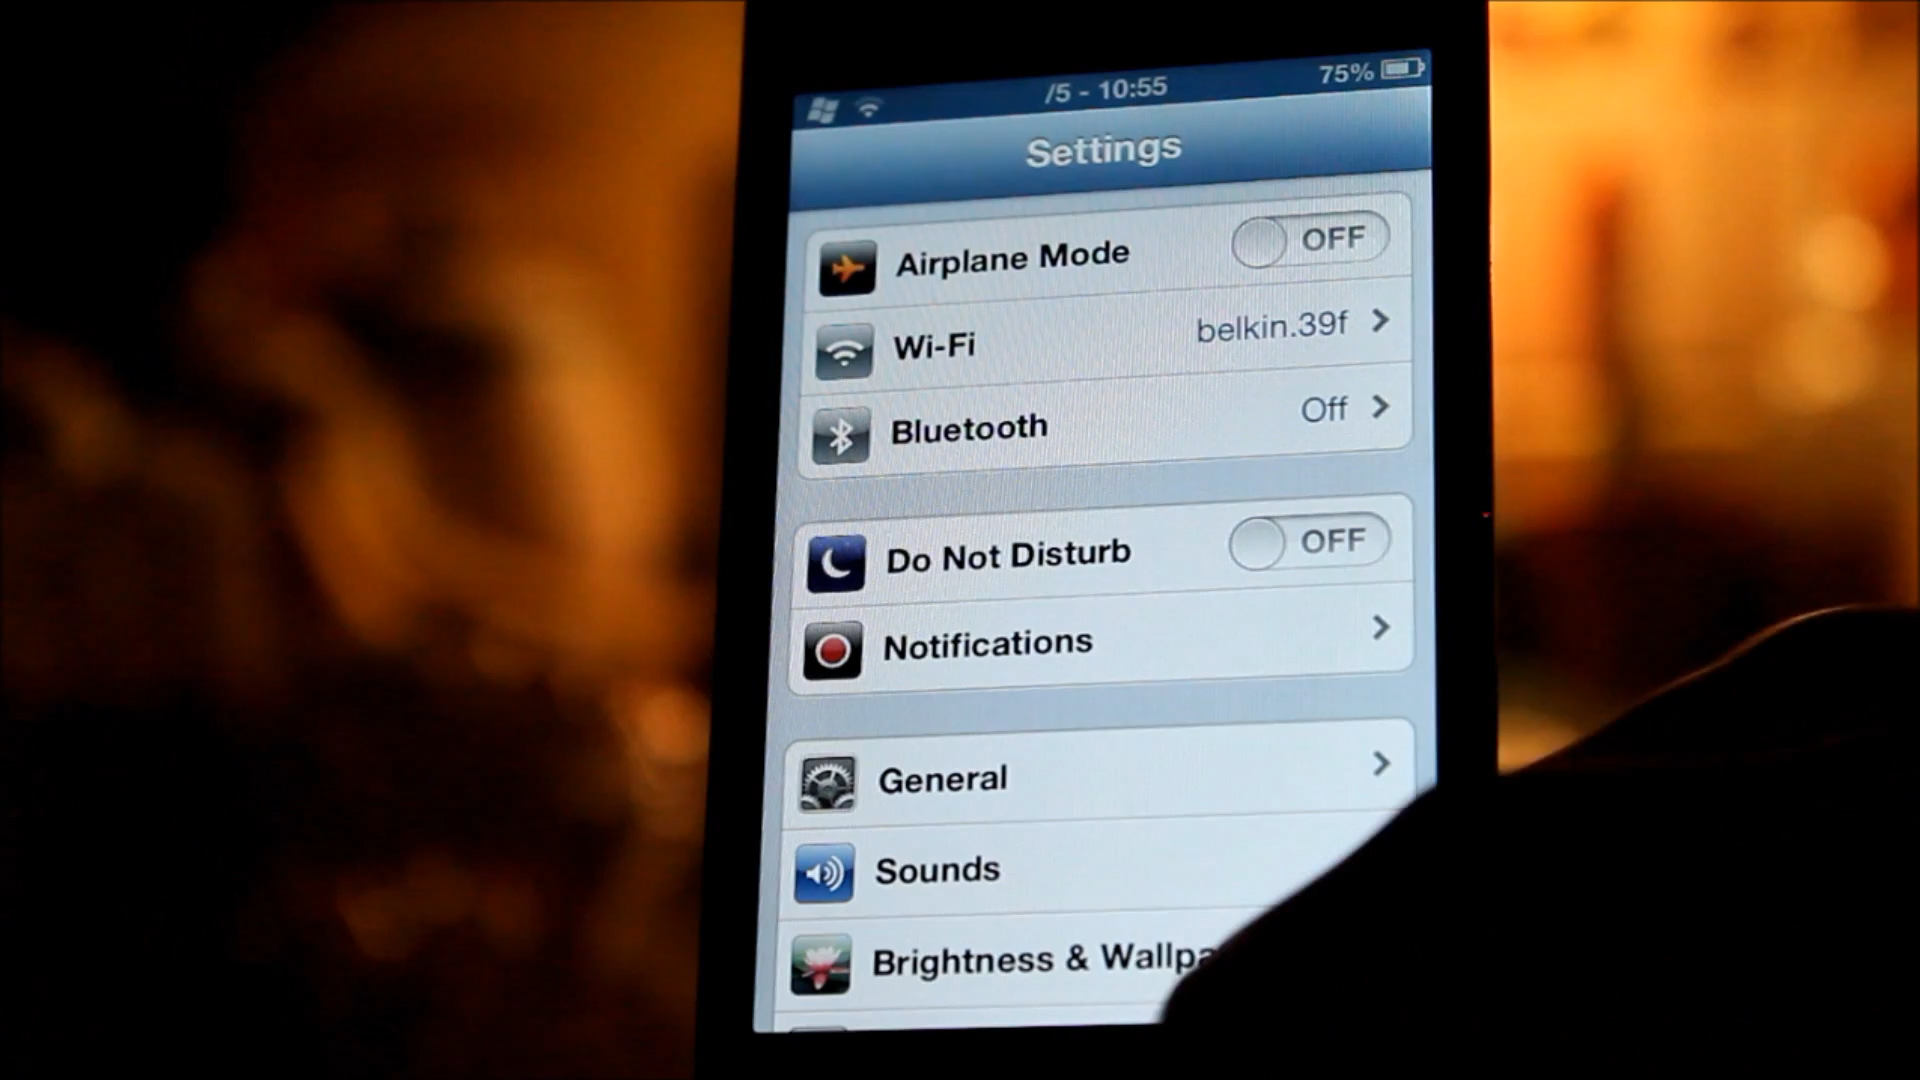 /5 - 10:55
75%
Settings
Airplane Mode OFF
Wi-Fi belkin.39f
Bluetooth Off
Do Not Disturb OFF
Notifications
General
Sounds
Brightness &